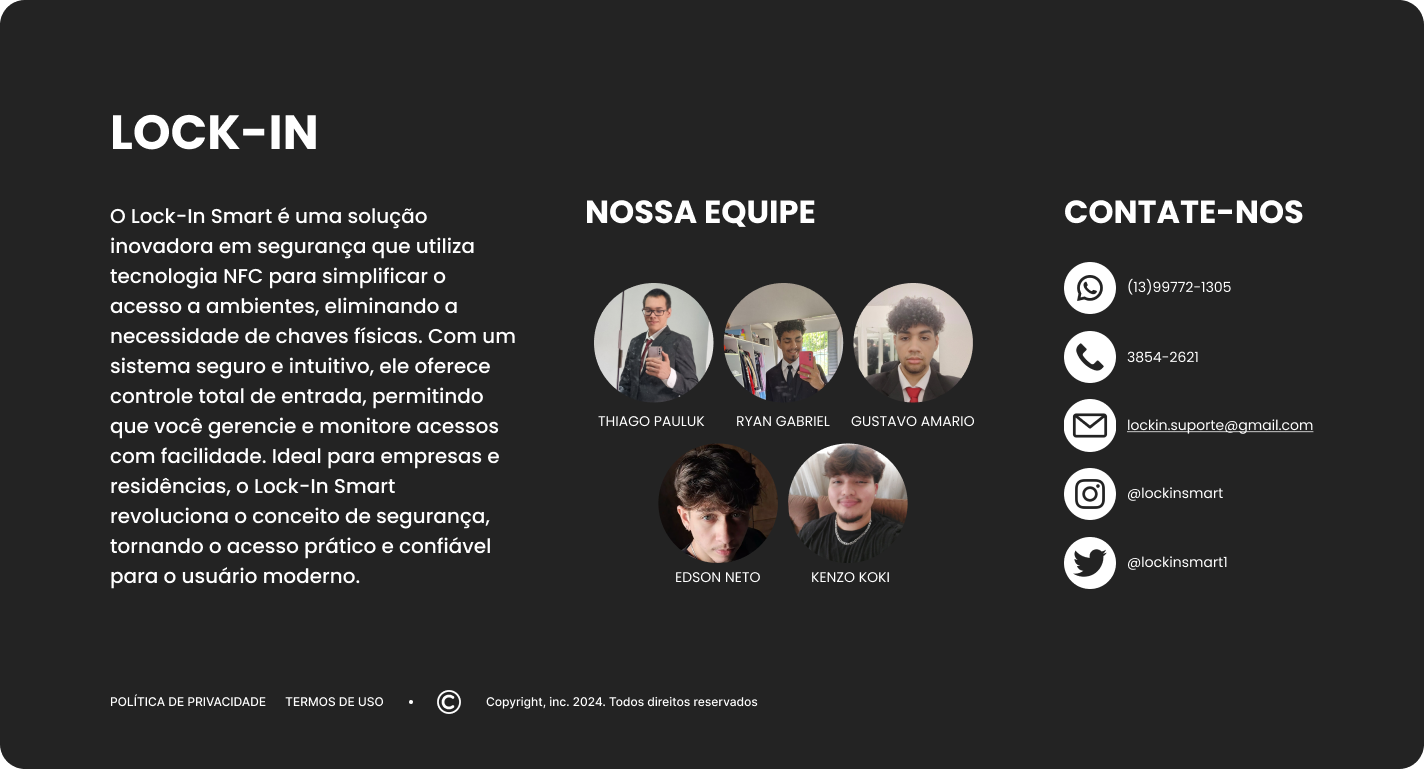 LOCK-IN
O Lock-In Smart é uma solução
inovadora em segurança que utiliza
tecnologia NFC para simplificar o
acesso a ambientes, eliminando a
necessidade de chaves físicas. Com um
sistema seguro e intuitivo, ele oferece
controle total de entrada, permitindo
que você gerencie e monitore acessos
com facilidade. Ideal para empresas e
residências, o Lock-In Smart
revoluciona o conceito de segurança,
tornando o acesso prático e confiável
para o usuário moderno.
NOSSA EQUIPE
THIAGO PAULUK RYAN GABRIEL GUSTAVO AMARIO
EDSON NETO KENZO KOKI
CONTATE-NOS
(13)99772-1305
3854-2621
lockin.suporte@gmail.com
@lockinsmart
@lockinsmart1
POLÍTICA DE PRIVACIDADE TERMOS DE USO • © Copyright, inc. 2024. Todos direitos reservados